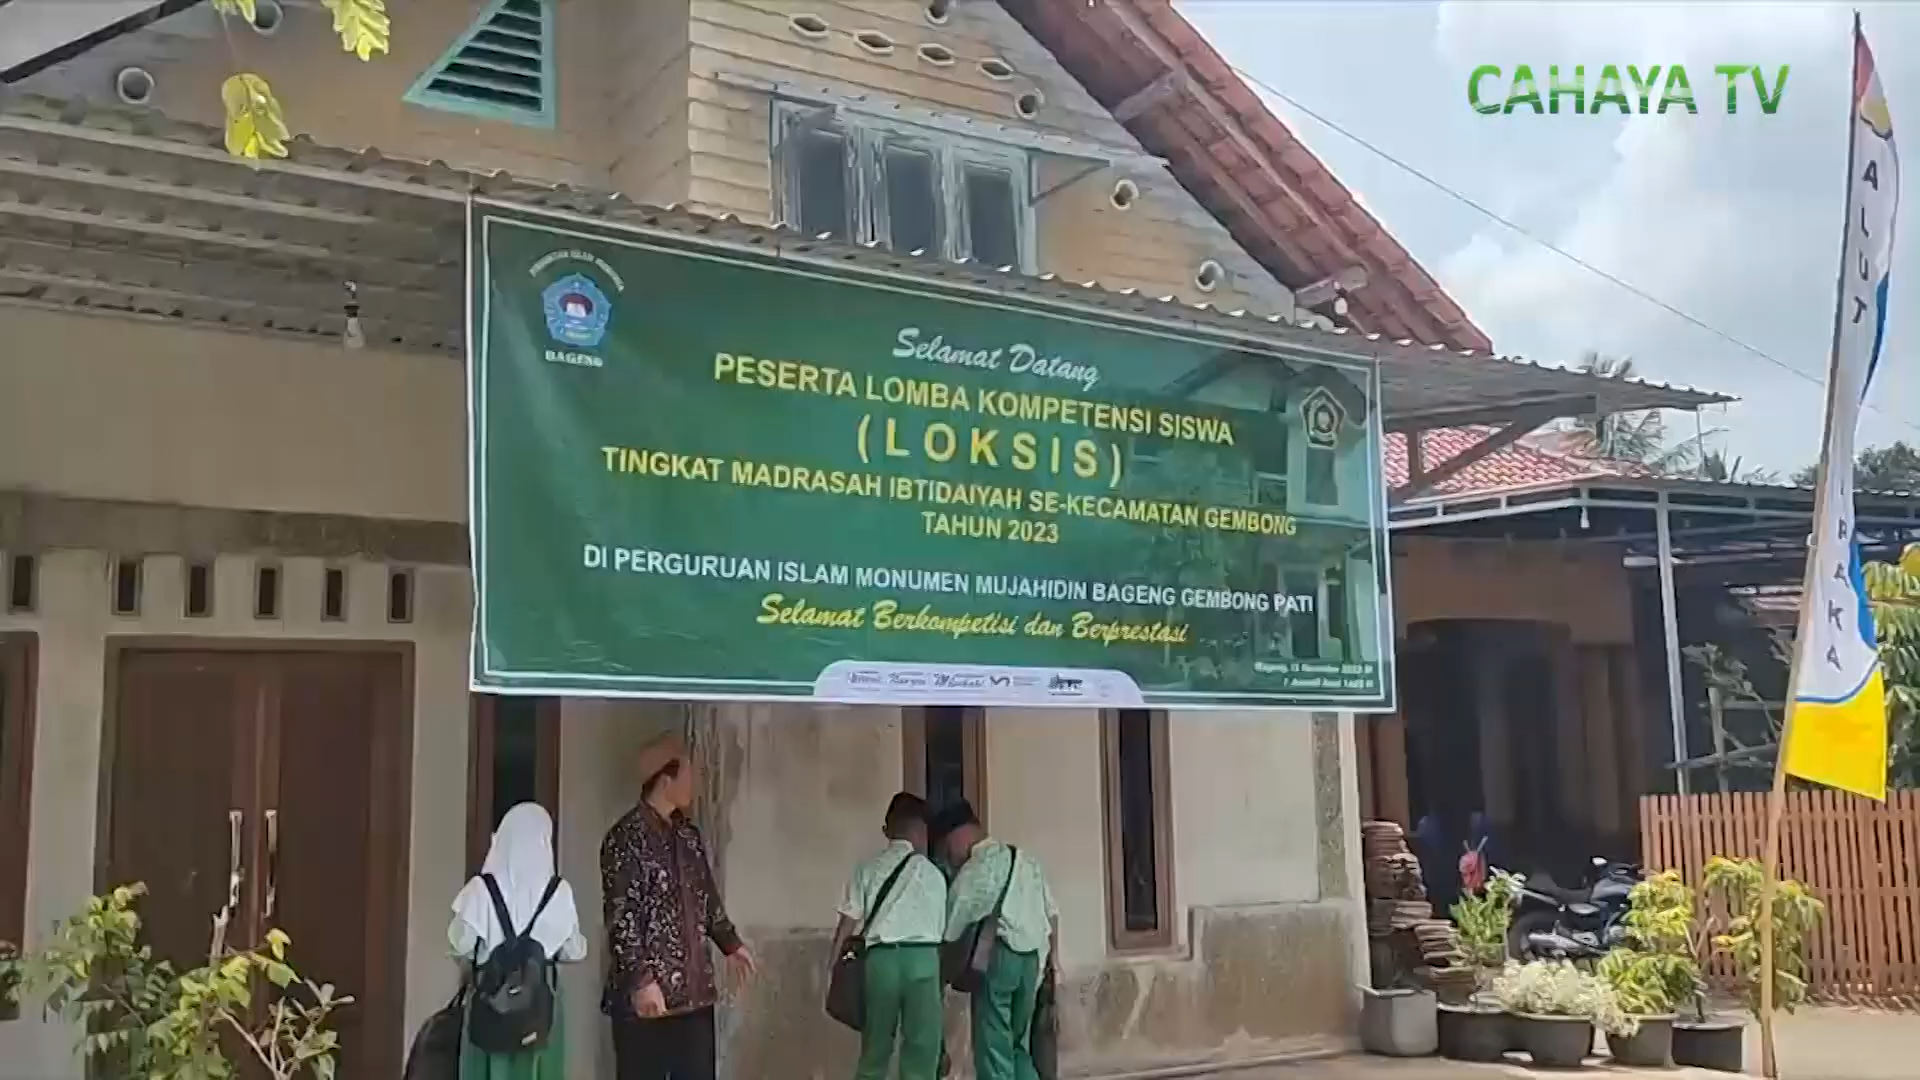 CAHAYA TV
BAGENG
Selamat Datang
PESERTA LOMBA KOMPETENSI SISWA
(LOKSIS)
TINGKAT MADRASAH IBTIDAIYAH SE-KECAMATAN GEMBONG
TAHUN 2023
DI PERGURUAN ISLAM MONUMEN MUJAHIDIN BAGENG GEMBONG PATI
Selamat Berkompetisi dan Berprestasi
ALUT